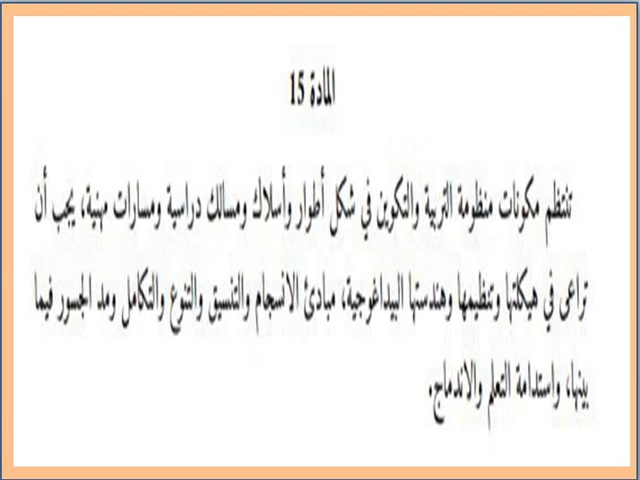 المادة 15
تنتظم مكونات منظومة التربية والتكوين في شكل أطوار وأسلاك ومسالك دراسية ومسارات مهنية، يجب أن
تراعى في هيكلتها وتنظيمها وهندستها البيداغوجية، مبادئ الانسجام والتنسيق والتنوع والتكامل ومد الجسور فيما
بينها، واستدامة التعلم والاندماج.